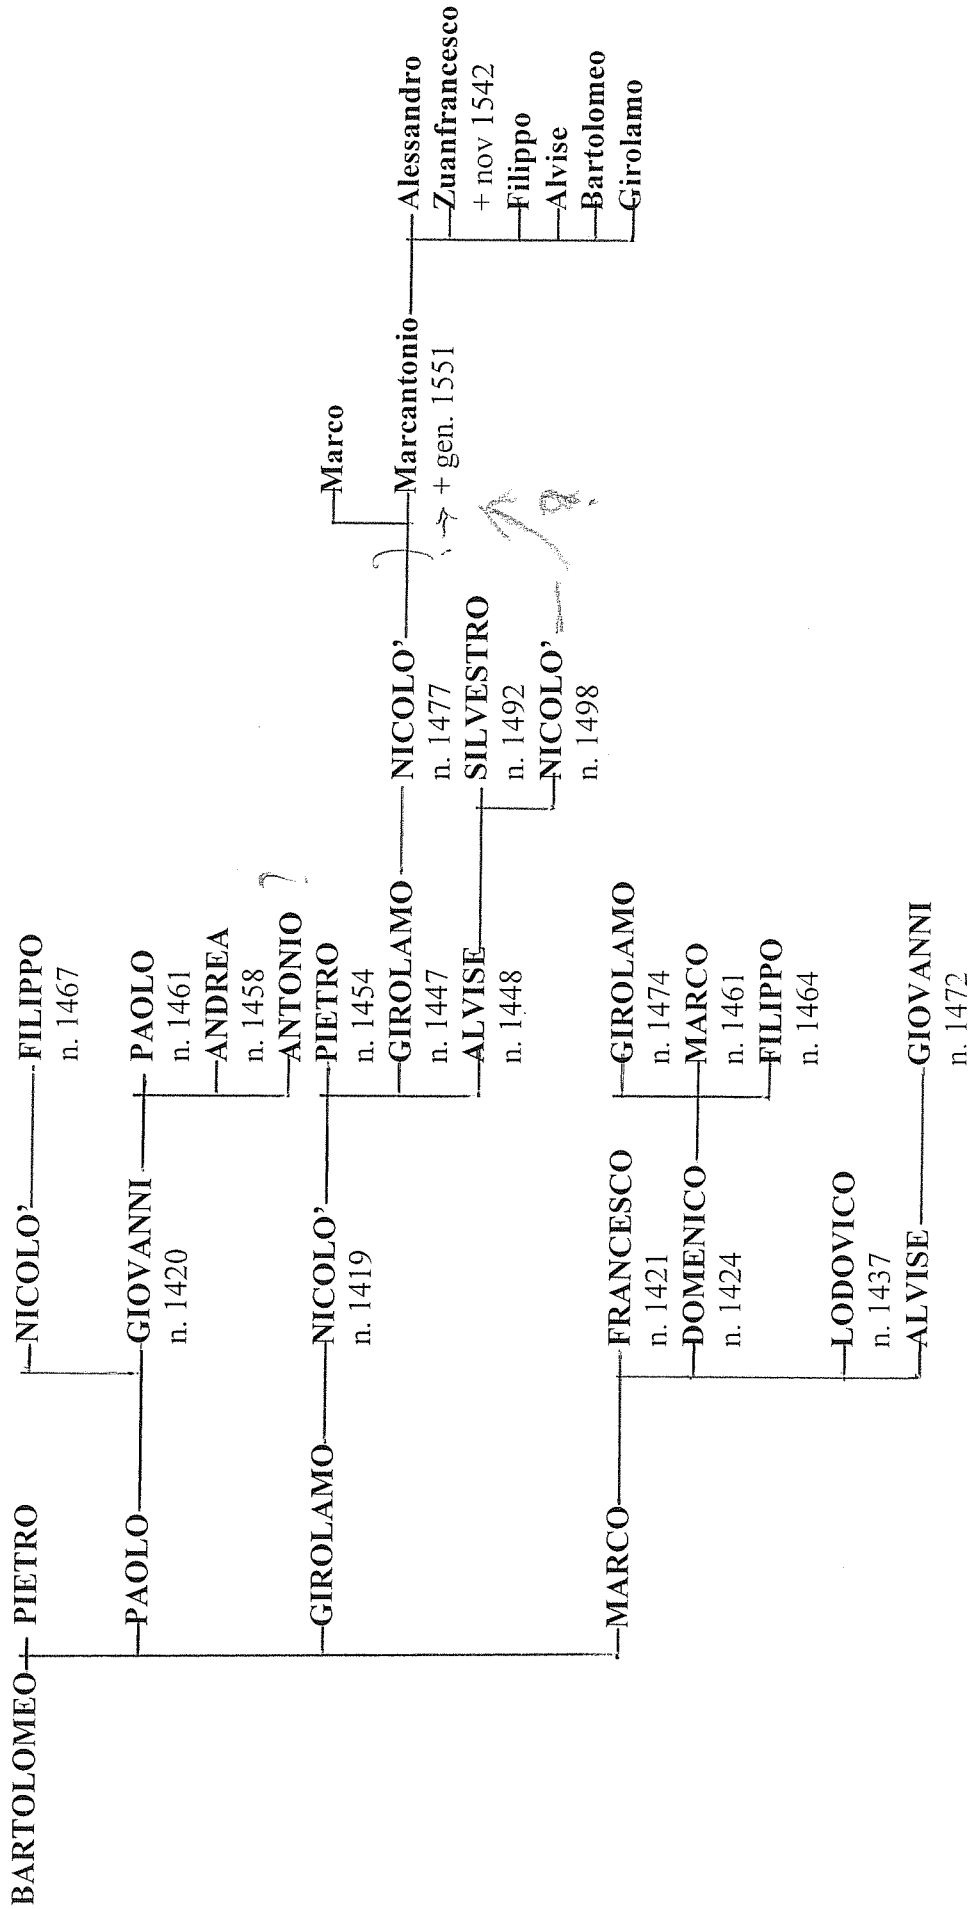 BARTOLOMEO
PIETRO
PAOLO
NICOLO’
FILIPPO
n. 1467
GIOVANNI
n. 1420
PAOLO
n. 1461
ANDREA
n. 1458
ANTONIO ?
GIROLAMO
NICOLO’
n. 1419
PIETRO
n. 1454
GIROLAMO
n. 1447
NICOLO’
n. 1477
Marco
Marcantonio
+ gen. 1551
Alessandro
Zuanfrancesco
+ nov 1542
Filippo
Alvise
Bartolomeo
Girolamo
ALVISE
n. 1448
SILVESTRO
n. 1492
NICOLO’
n. 1498
MARCO
FRANCESCO
n. 1421
DOMENICO
n. 1424
GIROLAMO
n. 1474
MARCO
n. 1461
FILIPPO
n. 1464
LODOVICO
n. 1437
ALVISE
GIOVANNI
n. 1472